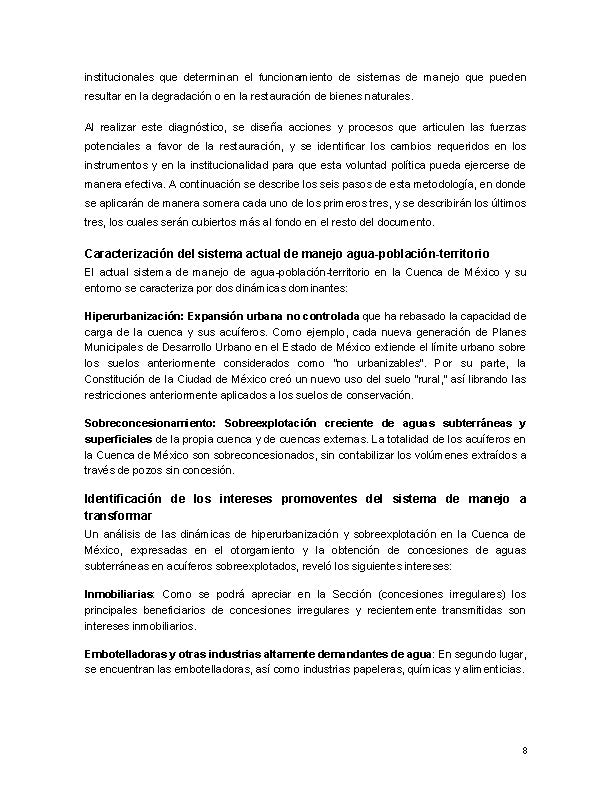 institucionales que determinan el funcionamiento de sistemas de manejo que pueden
resultar en la degradación o en la restauración de bienes naturales.
Al realizar este diagnóstico, se diseña acciones y procesos que articulen las fuerzas
potenciales a favor de la restauración, y se identificar los cambios requeridos en los
instrumentos y en la institucionalidad para que esta voluntad política pueda ejercerse de
manera efectiva. A continuación se describe los seis pasos de esta metodología, en donde
se aplicarán de manera somera cada uno de los primeros tres, y se describirán los últimos
tres, los cuales serán cubiertos más al fondo en el resto del documento.
Caracterización del sistema actual de manejo agua-población-territorio
El actual sistema de manejo de agua-población-territorio en la Cuenca de México y su
entorno se caracteriza por dos dinámicas dominantes:
Hiperurbanización: Expansión urbana no controlada que ha rebasado la capacidad de
carga de la cuenca y sus acuíferos. Como ejemplo, cada nueva generación de Planes
Municipales de Desarrollo Urbano en el Estado de México extiende el límite urbano sobre
los suelos anteriormente considerados como "no urbanizables". Por su parte, la
Constitución de la Ciudad de México creó un nuevo uso del suelo "rural," así librando las
restricciones anteriormente aplicados a los suelos de conservación.
Sobreconcesionamiento: Sobreexplotación creciente de aguas subterráneas y
superficiales de la propia cuenca y de cuencas externas. La totalidad de los acuíferos en
la Cuenca de México son sobreconcesionados, sin contabilizar los volúmenes extraídos a
través de pozos sin concesión.
Identificación de los intereses promoventes del sistema de manejo a
transformar
Un análisis de las dinámicas de hiperurbanización y sobreexplotación en la Cuenca de
México, expresadas en el otorgamiento y la obtención de concesiones de aguas
subterráneas en acuíferos sobreexplotados, reveló los siguientes intereses:
Inmobiliarias: Como se podrá apreciar en la Sección (concesiones irregulares) los
principales beneficiarios de concesiones irregulares y recientemente transmitidas son
intereses inmobiliarios.
Embotelladoras y otras industrias altamente demandantes de agua: En segundo lugar,
se encuentran las embotelladoras, así como industrias papeleras, químicas y alimenticias.
8